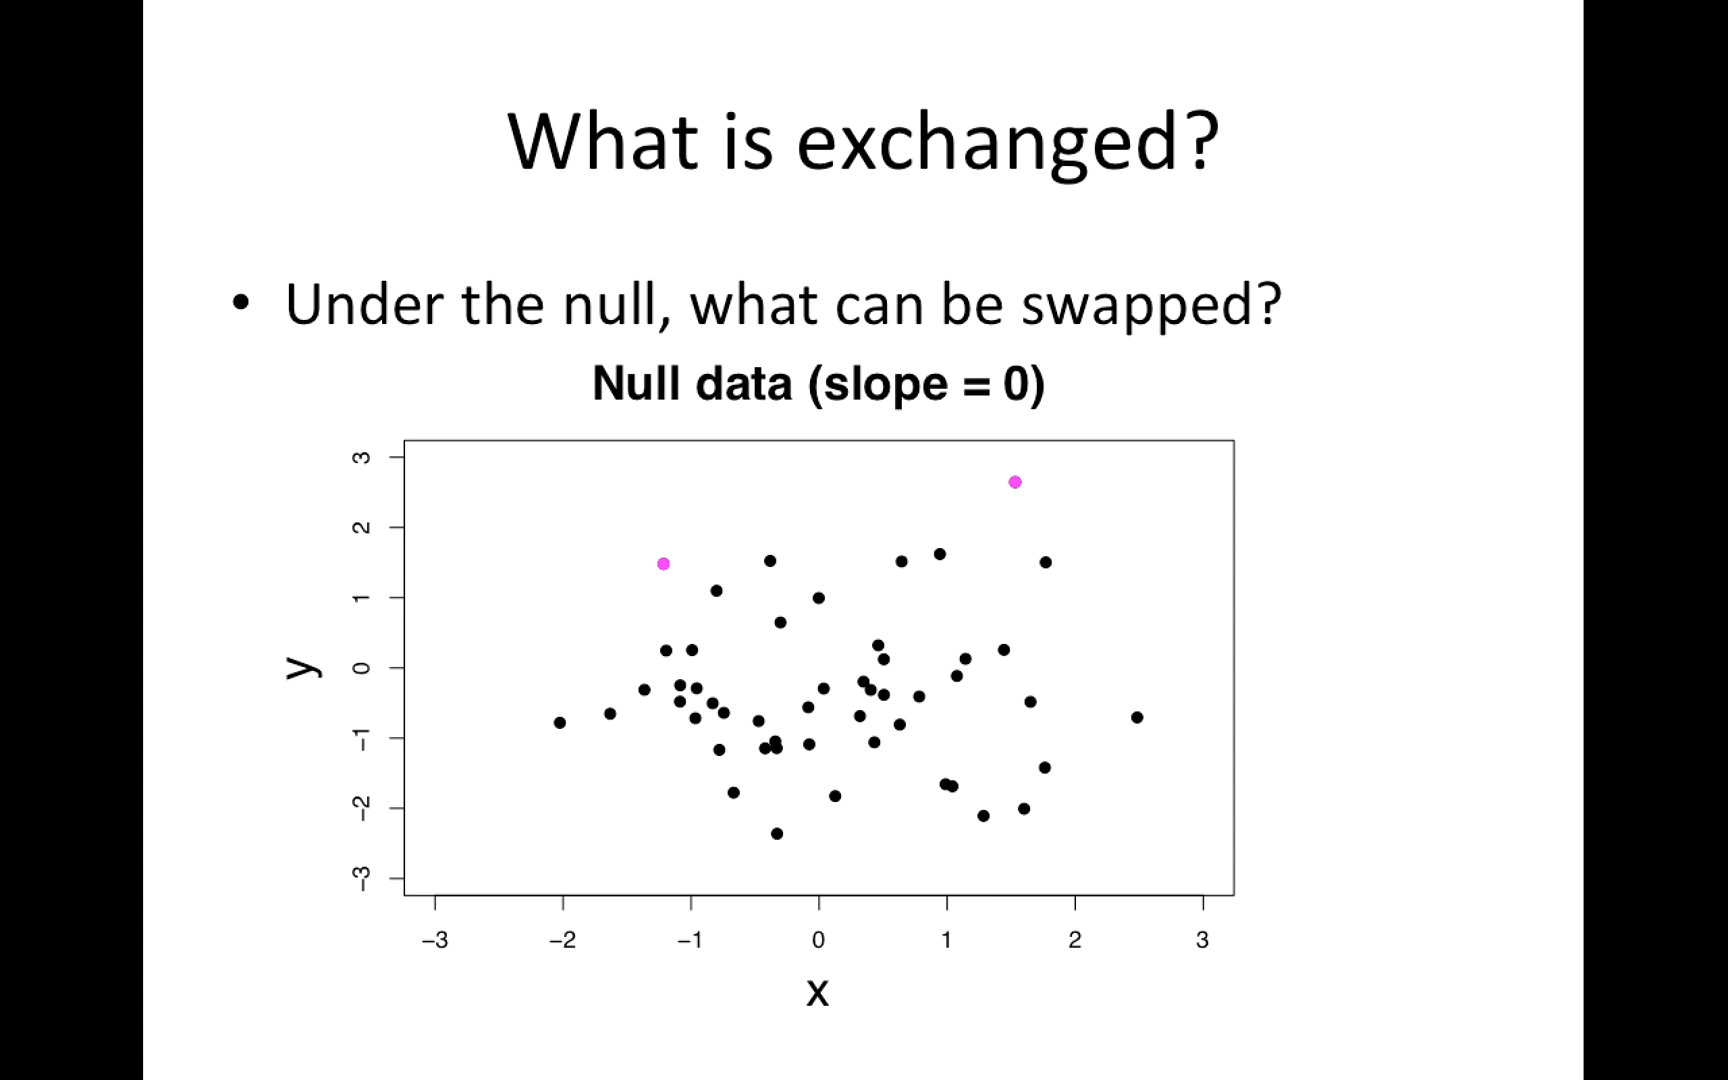 What is exchanged?
• Under the null, what can be swapped?
Null data (slope = 0)
3
2
1
0
−1
−2
−3
y
−3 −2 −1 0 1 2 3
x